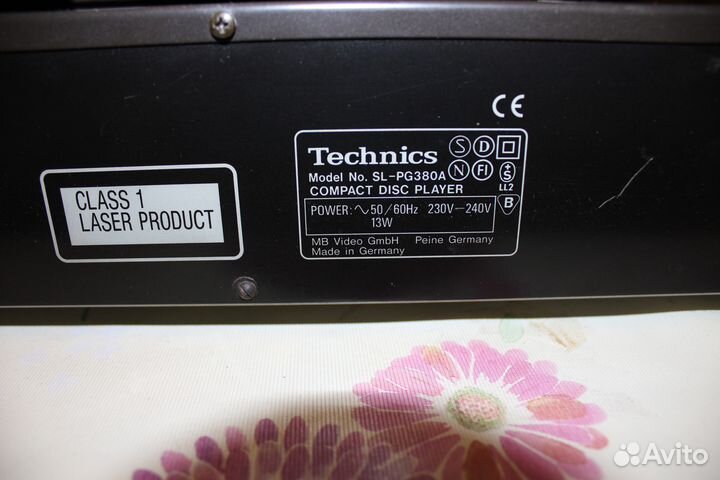 CE
CLASS 1
LASER PRODUCT
Technics
Model No. SL-PG380A
COMPACT DISC PLAYER
S D
N FI
S
LL2
B
POWER: ∿50/60Hz 230V—240V
13W
MB Video GmbH Peine Germany
Made in Germany
Avito